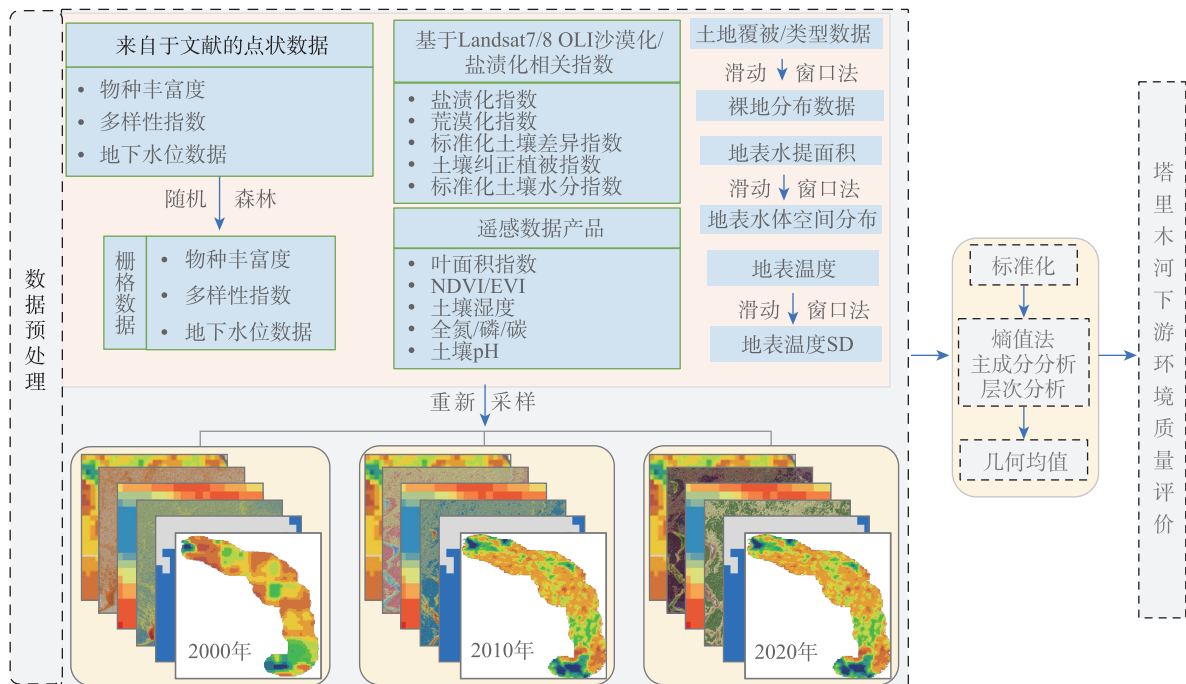 数据预处理
来自于文献的点状数据
• 物种丰富度
• 多样性指数
• 地下水位数据
随机 森林
栅格数据
• 物种丰富度
• 多样性指数
• 地下水位数据
基于Landsat7/8 OLI沙漠化/
盐渍化相关指数
• 盐渍化指数
• 荒漠化指数
• 标准化土壤差异指数
• 土壤纠正植被指数
• 标准化土壤水分指数
遥感数据产品
• 叶面积指数
• NDVI/EVI
• 土壤湿度
• 全氮/磷/碳
• 土壤pH
土地覆被/类型数据
滑动 窗口法
裸地分布数据
地表水提面积
滑动 窗口法
地表水体空间分布
地表温度
滑动 窗口法
地表温度SD
重新 采样
2000年
2010年
2020年
标准化
熵值法
主成分分析
层次分析
几何均值
塔里木河下游环境质量评价